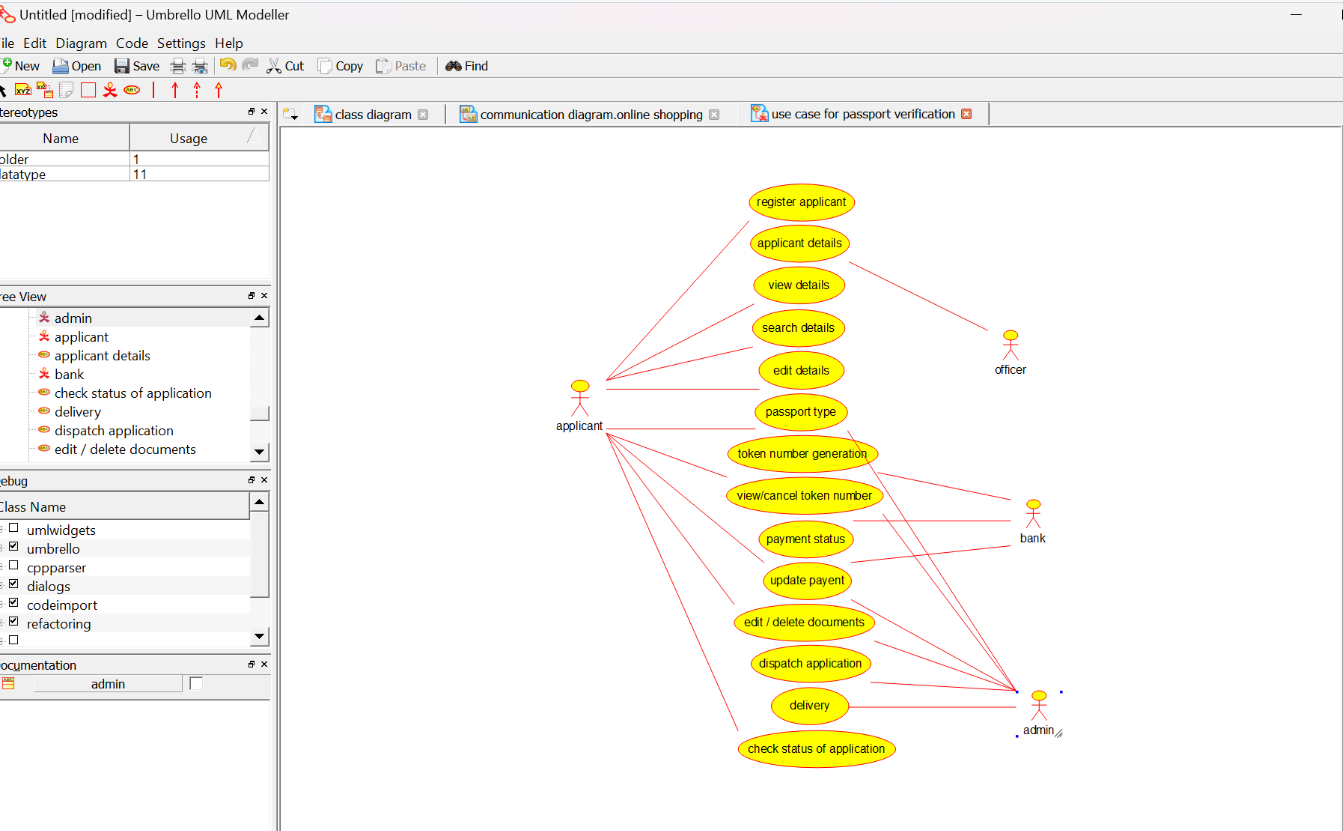 Untitled [modified] – Umbrello UML Modeller
ile Edit Diagram Code Settings Help
New Open Save Cut Copy Paste Find
XYZ ABC
tereotypes
Name Usage
older 1
latatype 11
ree View
admin
applicant
applicant details
bank
check status of application
delivery
dispatch application
edit / delete documents
ebug
Class Name
umlwidgets
umbrello
cppparser
dialogs
codeimport
refactoring
ocumentation
admin
class diagram
communication diagram.online shopping
use case for passport verification
register applicant
applicant details
view details
search details
officer
edit details
passport type
applicant
token number generation
view/cancel token number
payment status
bank
update payent
edit / delete documents
dispatch application
delivery
admin
check status of application